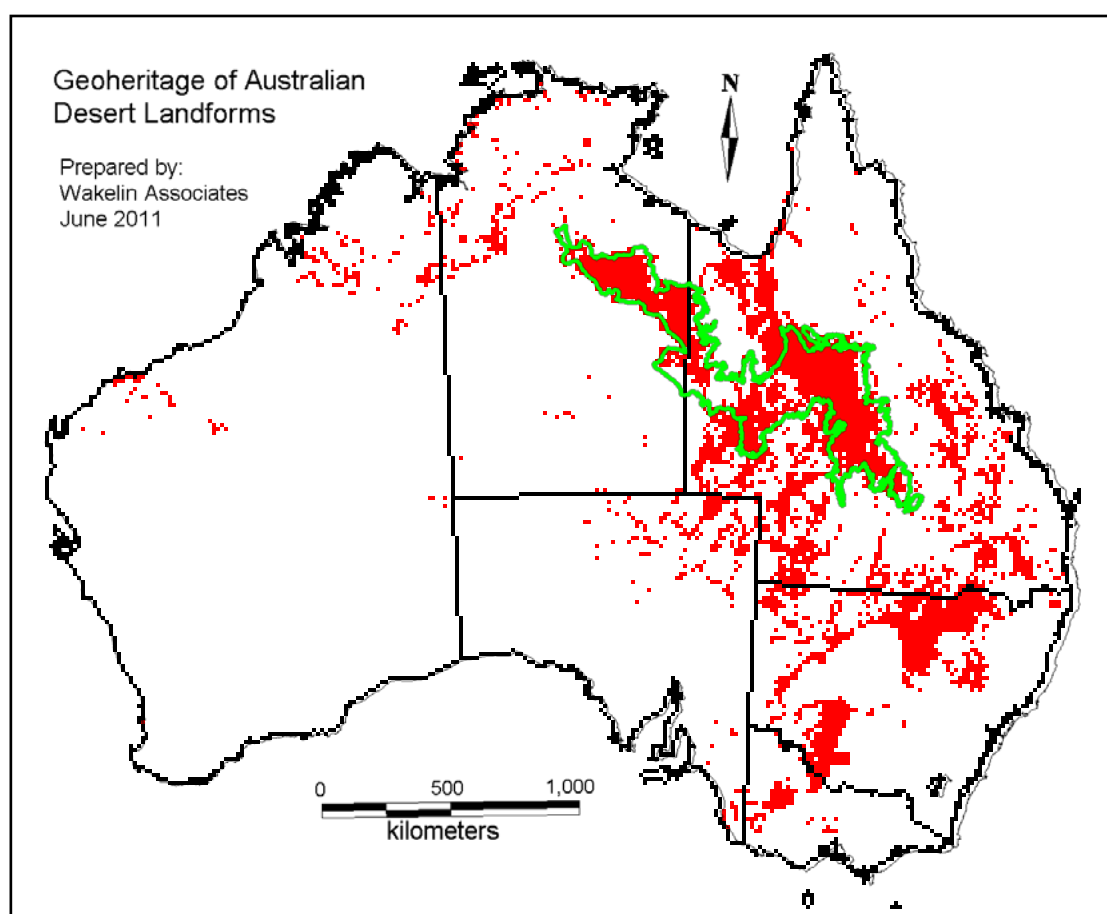 Geoheritage of Australian
Desert Landforms
Prepared by:
Wakelin Associates
June 2011
N
0 500 1,000
kilometers